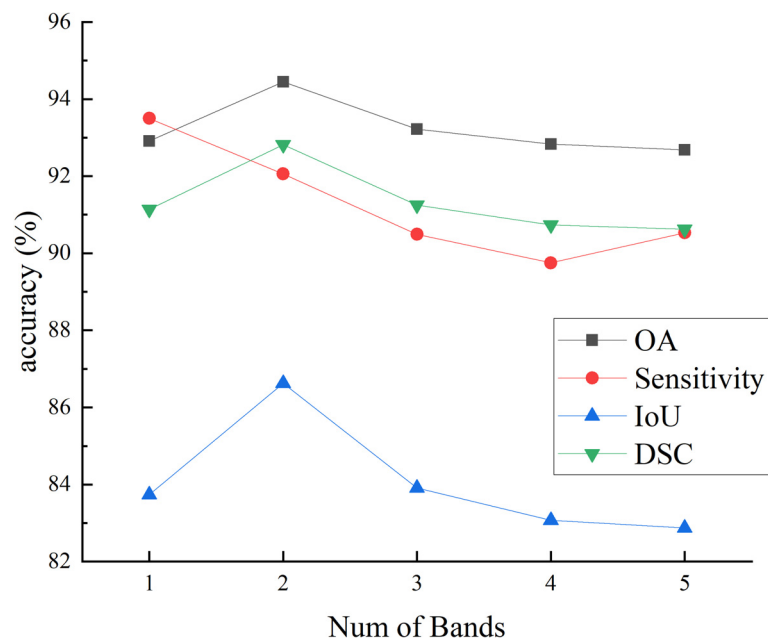 96
94
92
90
88
86
84
82
accuracy (%)
OA
Sensitivity
IoU
DSC
1 2 3 4 5
Num of Bands